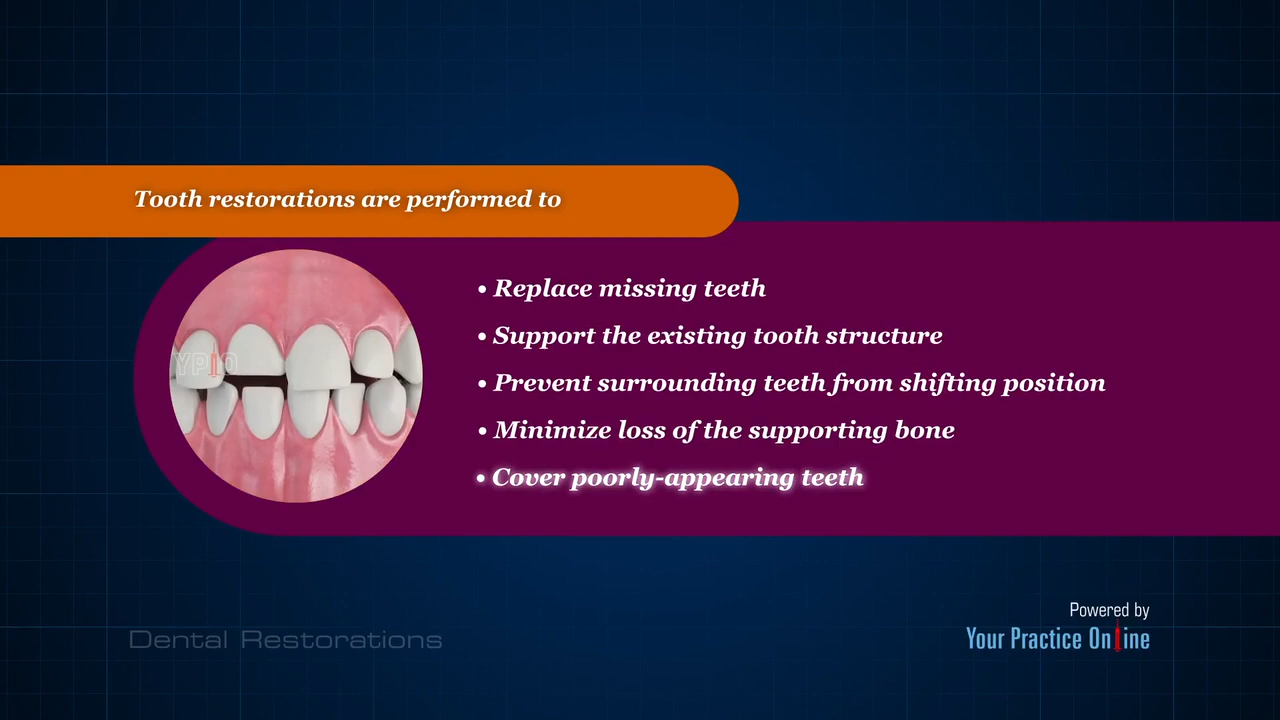 Tooth restorations are performed to
• Replace missing teeth
• Support the existing tooth structure
• Prevent surrounding teeth from shifting position
• Minimize loss of the supporting bone
• Cover poorly-appearing teeth
YPO
Dental Restorations
Powered by
Your Practice Online